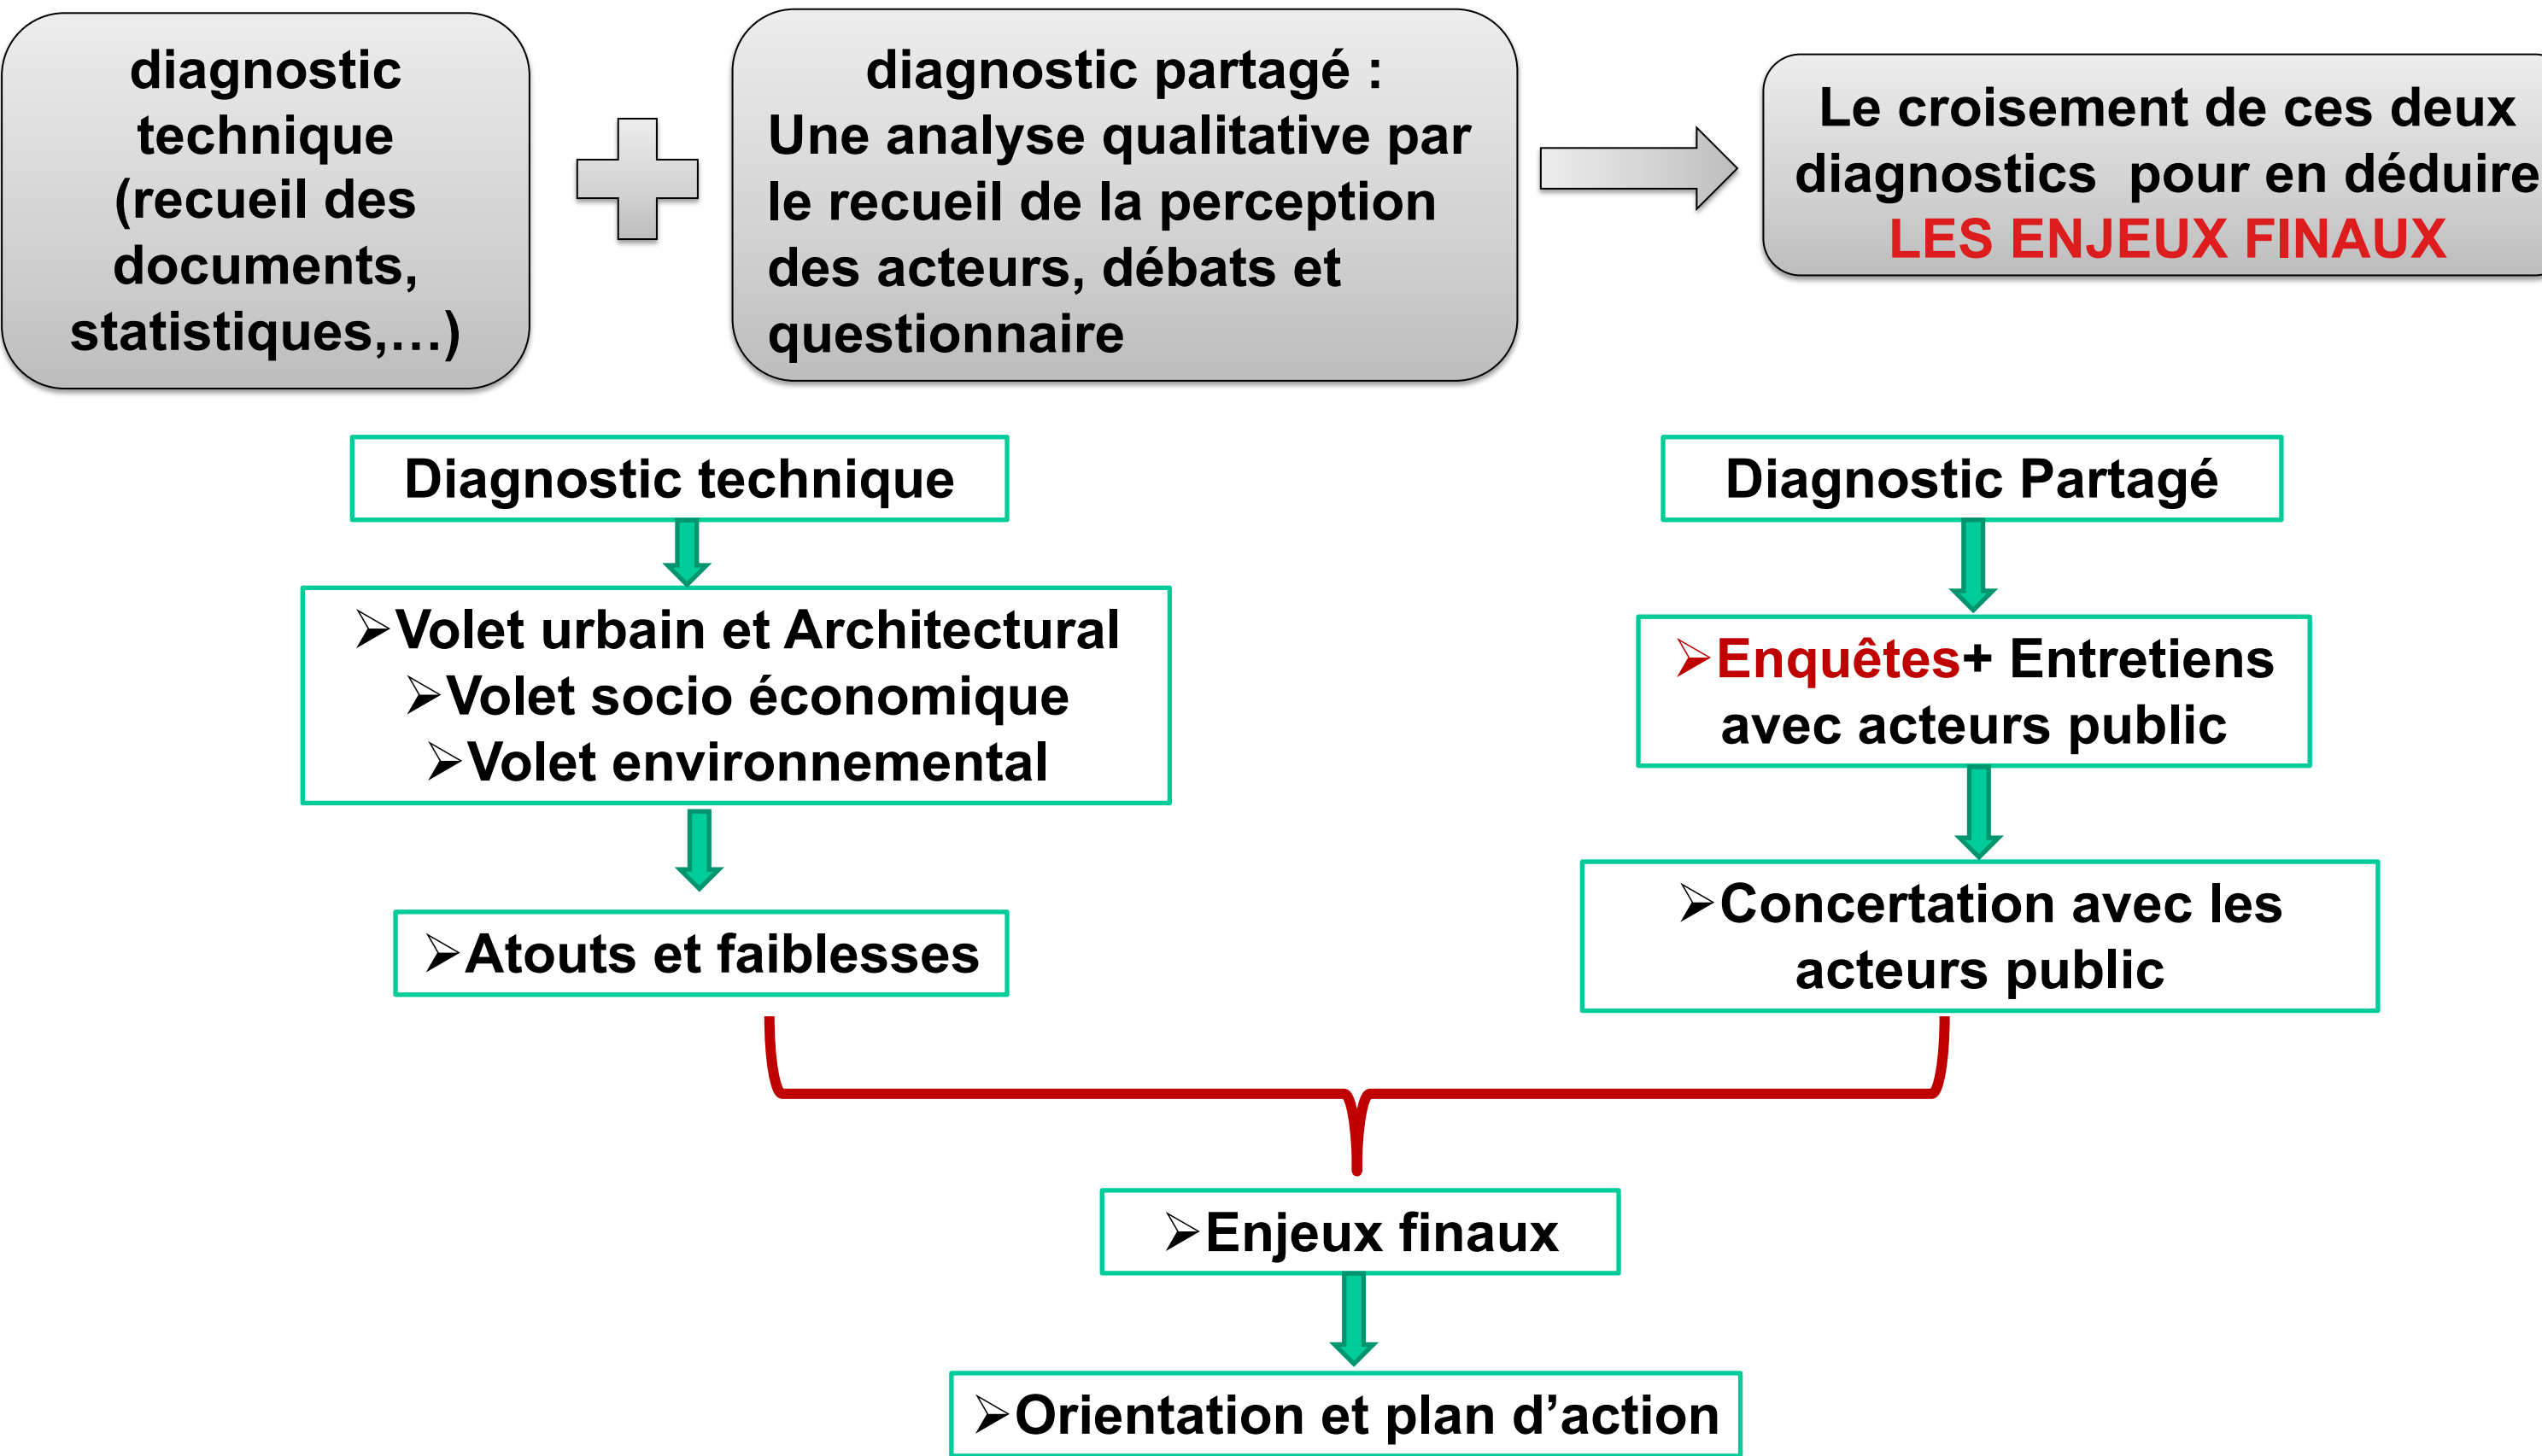 diagnostic
technique
(recueil des
documents,
statistiques,…)
diagnostic partagé :
Une analyse qualitative par
le recueil de la perception
des acteurs, débats et
questionnaire
Le croisement de ces deux
diagnostics pour en déduire
LES ENJEUX FINAUX
Diagnostic technique
➢Volet urbain et Architectural
➢Volet socio économique
➢Volet environnemental
➢Atouts et faiblesses
Diagnostic Partagé
➢Enquêtes+ Entretiens
avec acteurs public
➢Concertation avec les
acteurs public
➢Enjeux finaux
➢Orientation et plan d’action